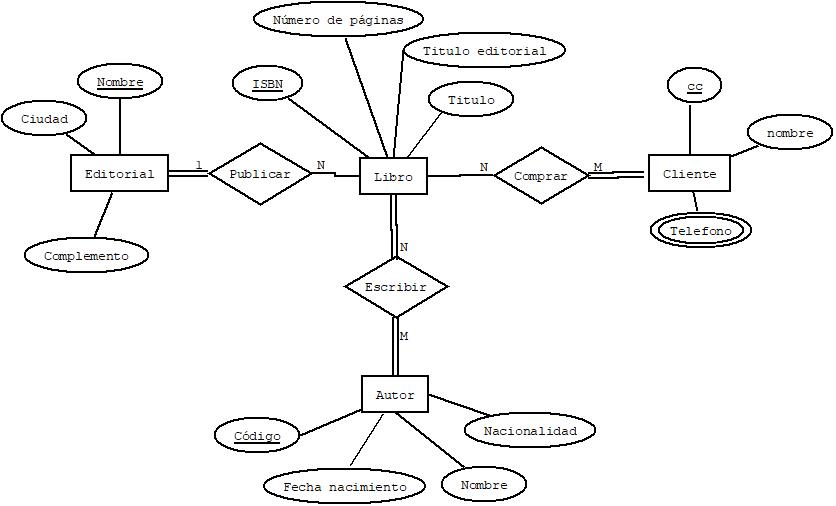 Número de páginas
Titulo editorial
ISBN
Titulo
Nombre
Ciudad
cc
nombre
Editorial
1
Publicar
N
Libro
N
Comprar
M
Cliente
Complemento
Telefono
N
Escribir
M
Autor
Código
Nacionalidad
Fecha nacimiento
Nombre